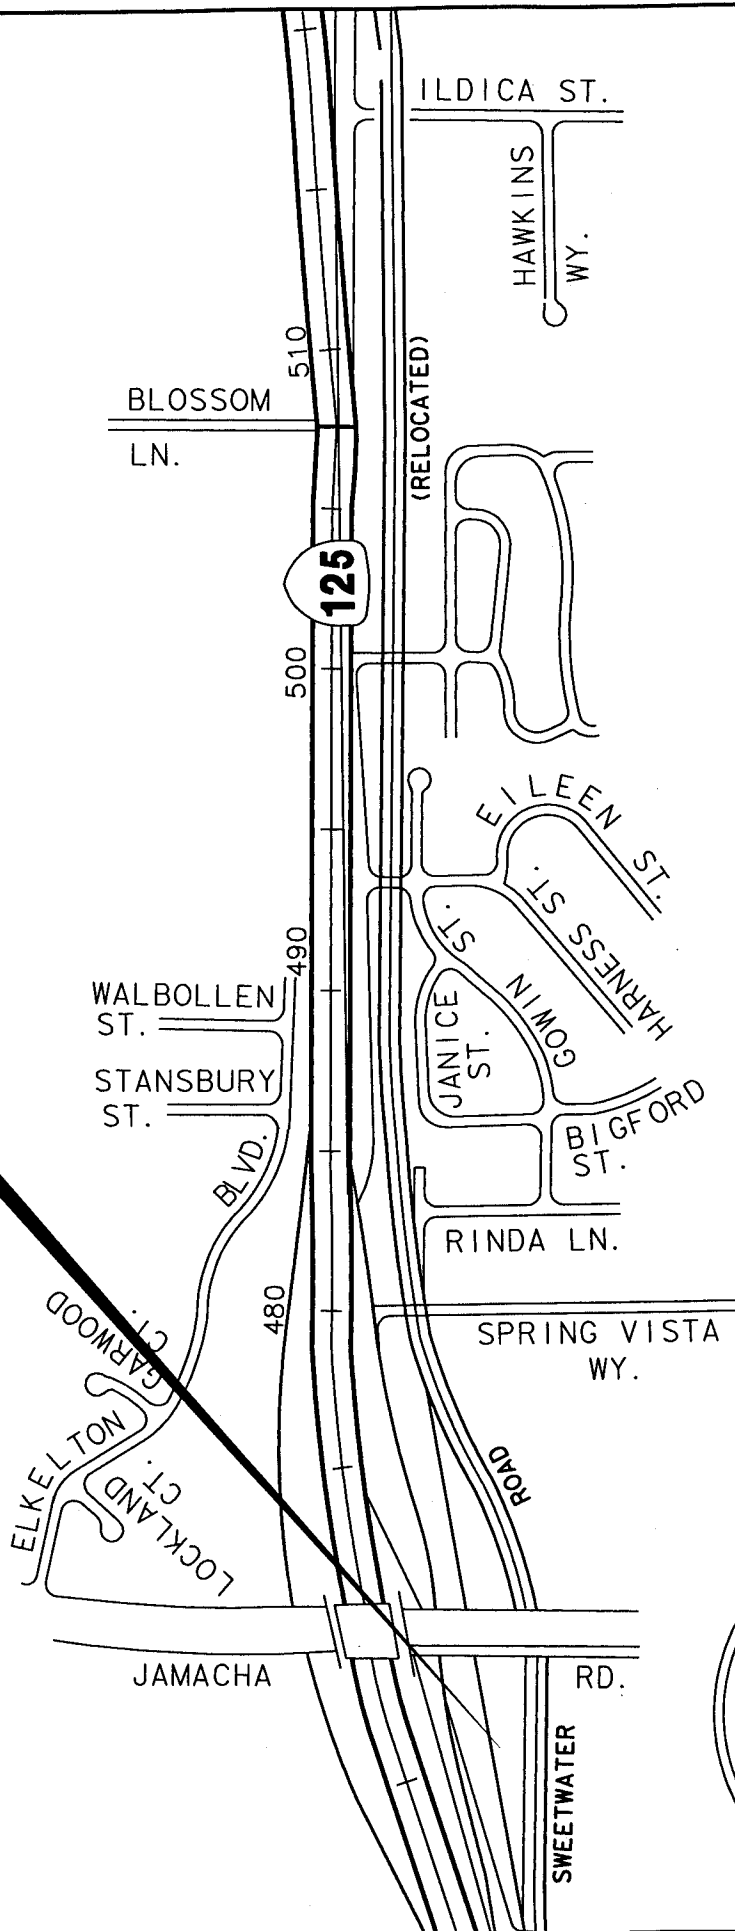 ILDICA ST.
HAWKINS
WY.
510
(RELOCATED)
BLOSSOM
LN.
125
500
EILEEN ST.
HARNESS ST.
490
GOWIN ST.
WALBOLLEN
ST.
JANICE
ST.
STANSBURY
ST.
BIGFORD
ST.
BLVD.
RINDA LN.
480
GARWOOD
CT.
SPRING VISTA
WY.
ELKELTON
LOCKLAND
CT.
ROAD
JAMACHA
RD.
SWEETWATER